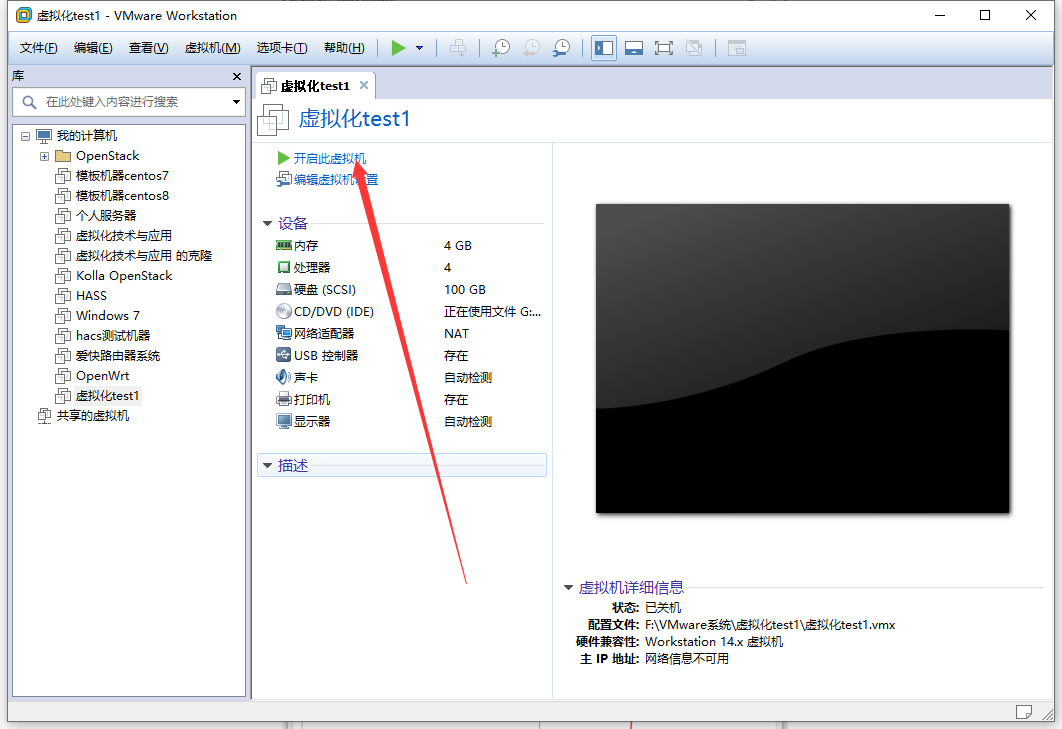 虚拟化test1 - VMware Workstation
文件(F) 编辑(E) 查看(V) 虚拟机(M) 选项卡(T) 帮助(H)
库
在此处键入内容进行搜索
我的计算机
OpenStack
模板机器centos7
模板机器centos8
个人服务器
虚拟化技术与应用
虚拟化技术与应用 的克隆
Kolla OpenStack
HASS
Windows 7
hacs测试机器
爱快路由器系统
OpenWrt
虚拟化test1
共享的虚拟机
虚拟化test1
虚拟化test1
开启此虚拟机
编辑虚拟机设置
设备
内存 4 GB
处理器 4
硬盘 (SCSI) 100 GB
CD/DVD (IDE) 正在使用文件 G:...
网络适配器 NAT
USB 控制器 存在
声卡 自动检测
打印机 存在
显示器 自动检测
描述
虚拟机详细信息
状态: 已关机
配置文件: F:\VMware系统\虚拟化test1\虚拟化test1.vmx
硬件兼容性: Workstation 14.x 虚拟机
主 IP 地址: 网络信息不可用